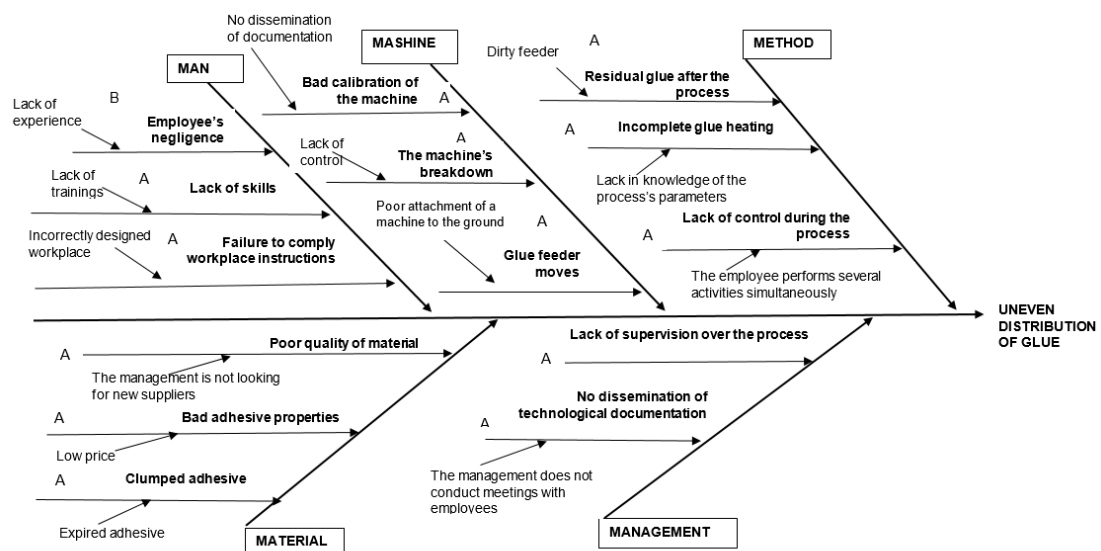 MAN
B
Lack of
experience
Employee's
negligence
Lack of
trainings
A
Lack of skills
Incorrectly designed
workplace
A
Failure to comply
workplace instructions
MASHINE
No dissemination
of documentation
Bad calibration of
the machine
A
Lack of
control
A
The machine's
breakdown
Poor attachment of a
machine to the ground
A
Glue feeder
moves
METHOD
A
Dirty feeder
Residual glue after the
process
A
Incomplete glue heating
Lack in knowledge of the
process's parameters
A
Lack of control during the
process
The employee performs several
activities simultaneously
UNEVEN
DISTRIBUTION
OF GLUE
A
Poor quality of material
The management is not looking
for new suppliers
A
Bad adhesive properties
Low price
A
Clumped adhesive
Expired adhesive
MATERIAL
Lack of supervision over the process
A
No dissemination of
technological documentation
A
The management does not
conduct meetings with
employees
MANAGEMENT